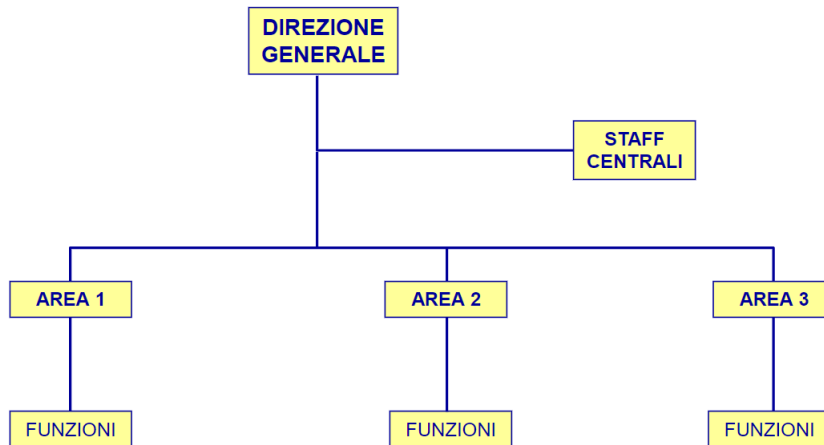 DIREZIONE
GENERALE
STAFF
CENTRALI
AREA 1
AREA 2
AREA 3
FUNZIONI
FUNZIONI
FUNZIONI